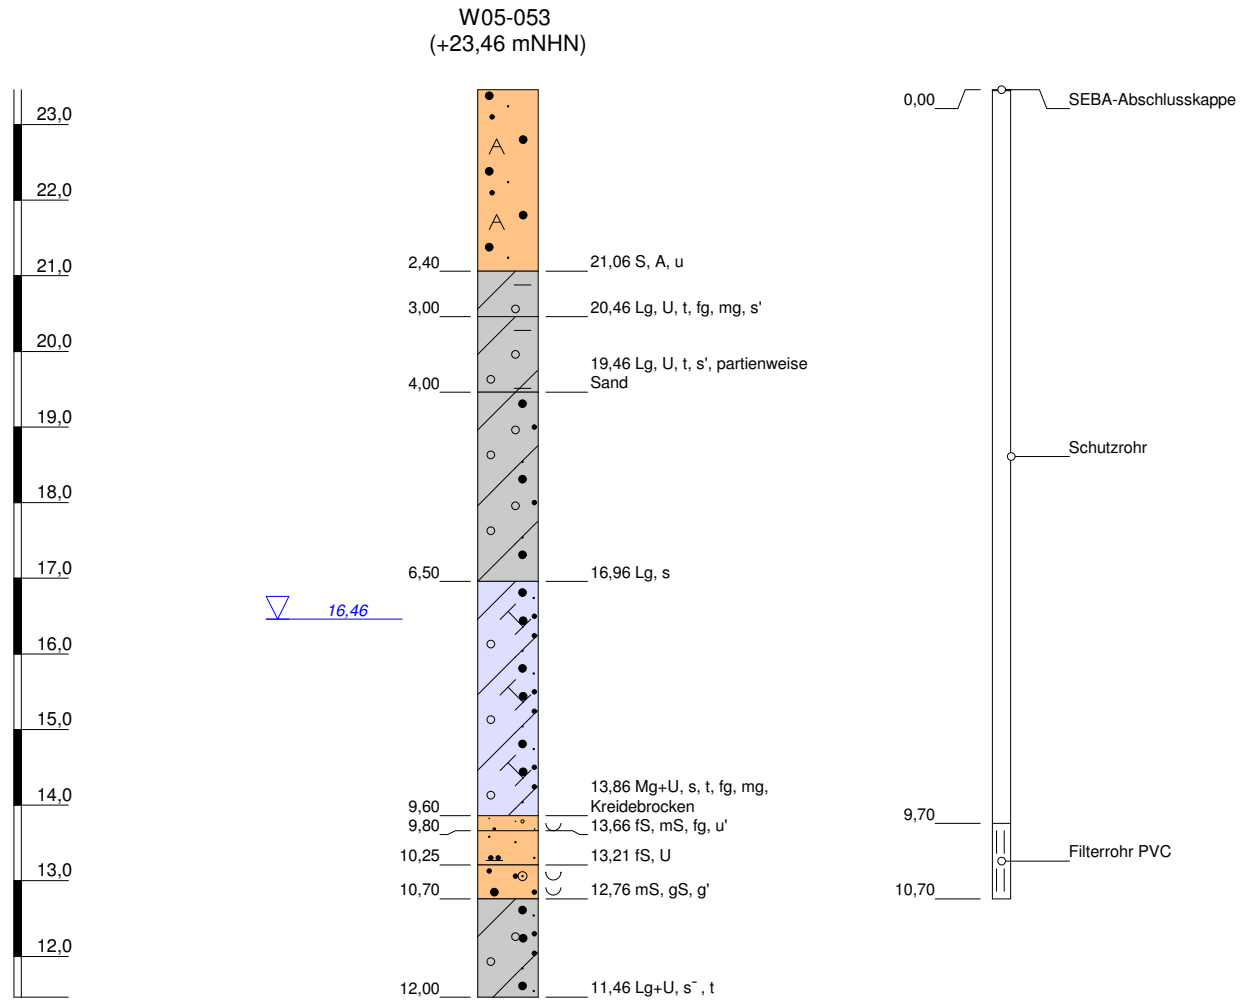 W05-053
(+23,46 mNHN)
0,00
SEBA-Abschlusskappe
23,0
22,0
21,0
2,40
21,06 S, A, u
3,00
20,46 Lg, U, t, fg, mg, s'
20,0
19,46 Lg, U, t, s', partienweise
Sand
4,00
19,0
Schutzrohr
18,0
17,0
6,50
16,96 Lg, s
16,46
16,0
15,0
14,0
13,86 Mg+U, s, t, fg, mg,
Kreidebrocken
9,60
9,70
9,80
13,66 fS, mS, fg, u'
10,25
13,21 fS, U
Filterrohr PVC
13,0
10,70
12,76 mS, gS, g'
10,70
12,0
12,00
11,46 Lg+U, s¯, t